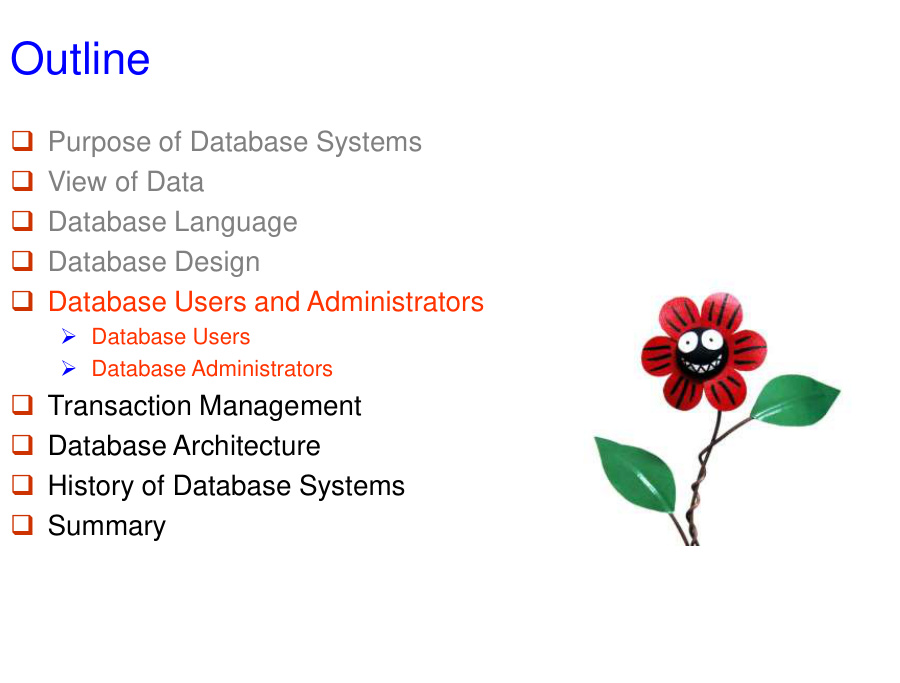 Outline
Purpose of Database Systems
View of Data
Database Language
Database Design
Database Users and Administrators
Database Users
Database Administrators
Transaction Management
Database Architecture
History of Database Systems
Summary